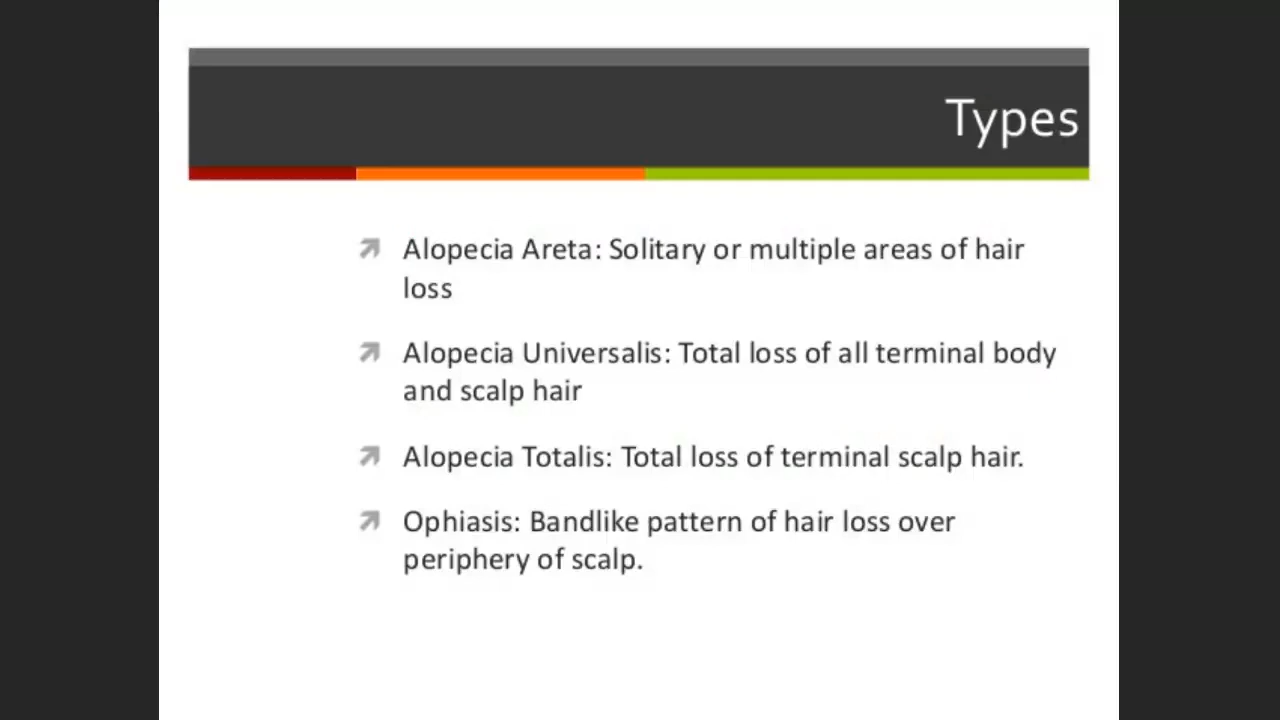 Types
Alopecia Areta: Solitary or multiple areas of hair
loss
Alopecia Universalis: Total loss of all terminal body
and scalp hair
Alopecia Totalis: Total loss of terminal scalp hair.
Ophiasis: Bandlike pattern of hair loss over
periphery of scalp.